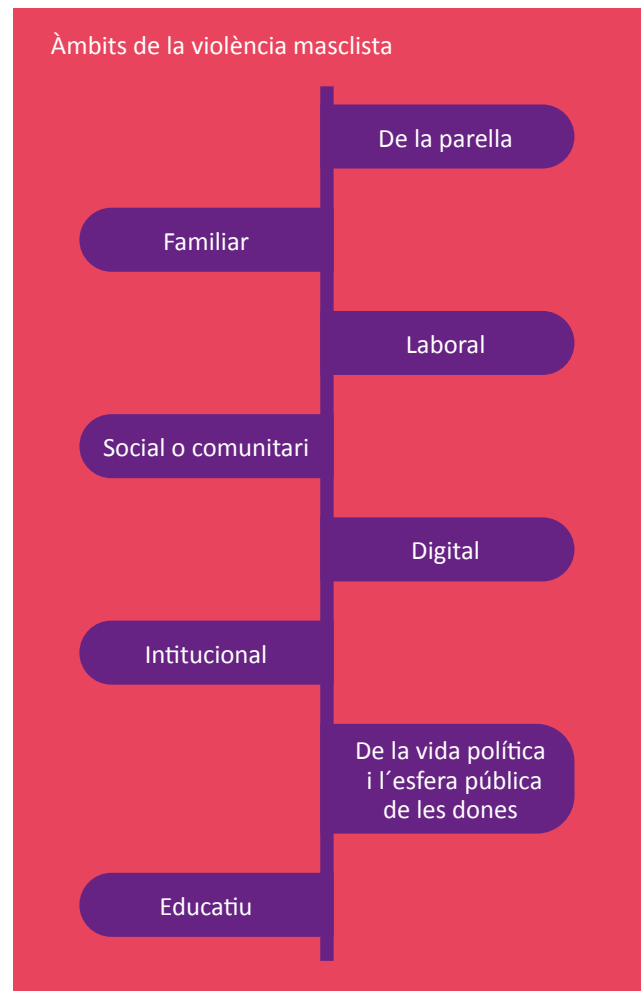 Àmbits de la violència masclista
De la parella
Familiar
Laboral
Social o comunitari
Digital
Intitucional
De la vida política
i l´esfera pública
de les dones
Educatiu